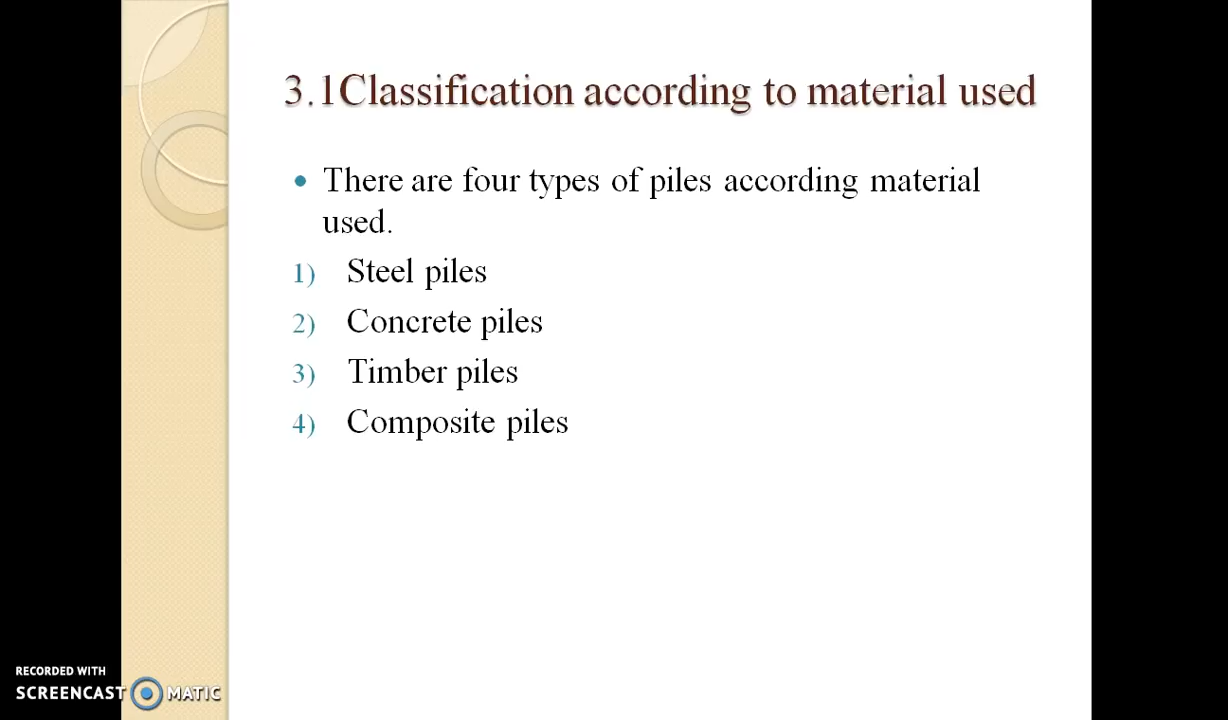 3.1Classification according to material used
• There are four types of piles according material
used.
1) Steel piles
2) Concrete piles
3) Timber piles
4) Composite piles
RECORDED WITH
SCREENCAST MATIC